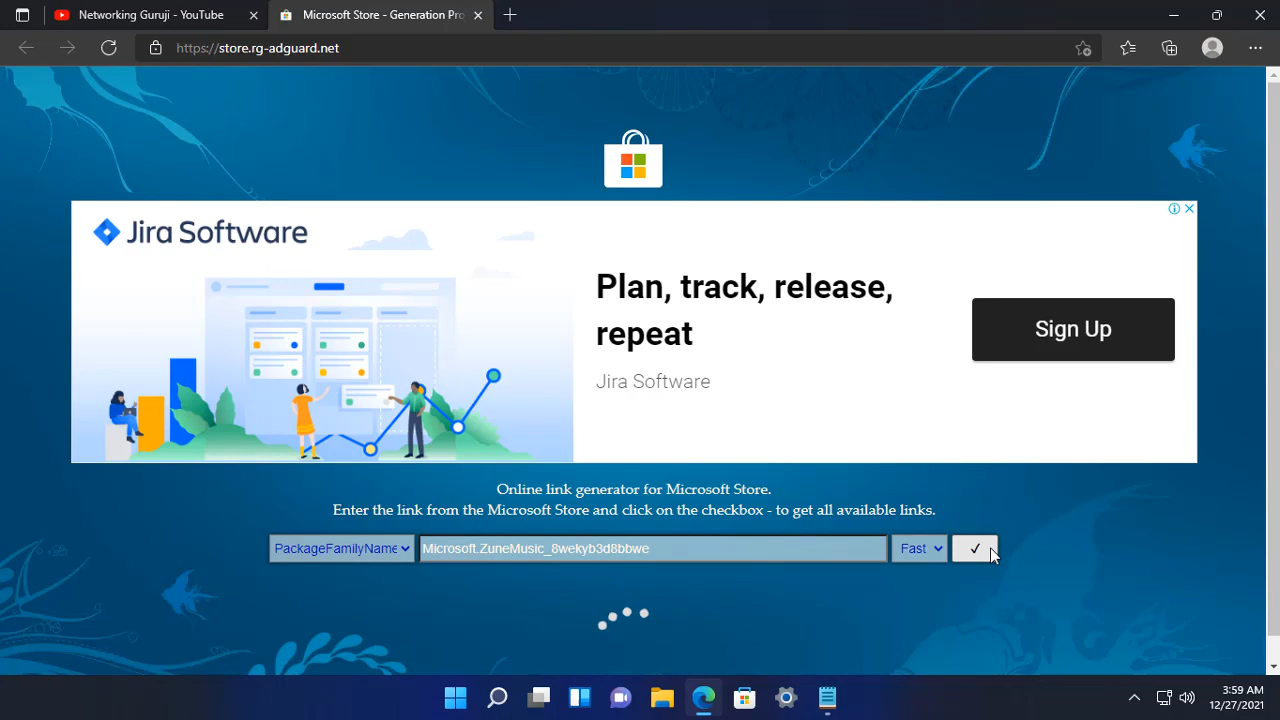 Networking Guruji - YouTube
Microsoft Store - Generation Pro
https://store.rg-adguard.net
Jira Software
Plan, track, release,
repeat
Jira Software
Sign Up
Online link generator for Microsoft Store.
Enter the link from the Microsoft Store and click on the checkbox - to get all available links.
PackageFamilyName
Microsoft.ZuneMusic_8wekyb3d8bbwe
Fast
3:59 AM
12/27/2021